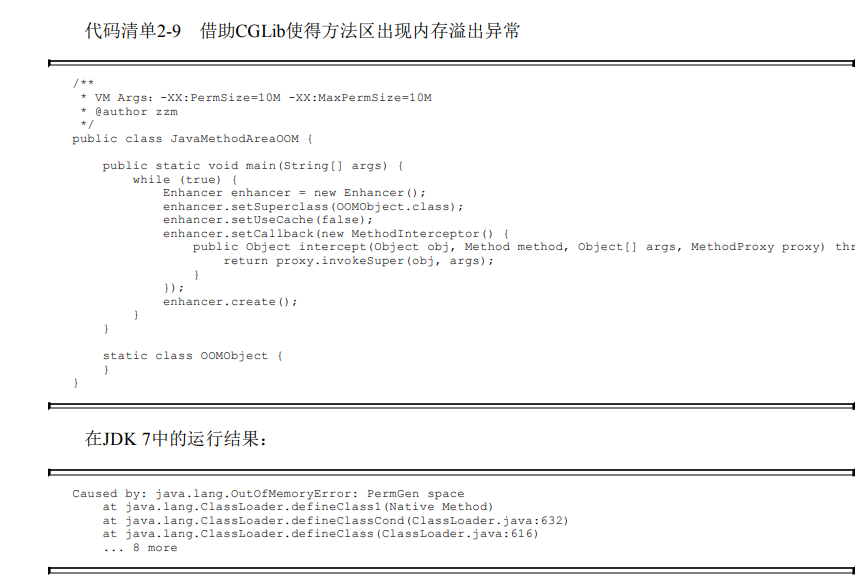 代码清单2-9 借助CGLib使得方法区出现内存溢出异常
/**
 * VM Args: -XX:PermSize=10M -XX:MaxPermSize=10M
 * @author zzm
 */
public class JavaMethodAreaOOM {
    public static void main(String[] args) {
        while (true) {
            Enhancer enhancer = new Enhancer();
            enhancer.setSuperclass(OOMObject.class);
            enhancer.setUseCache(false);
            enhancer.setCallback(new MethodInterceptor() {
                public Object intercept(Object obj, Method method, Object[] args, MethodProxy proxy) thr
                    return proxy.invokeSuper(obj, args);
                }
            });
            enhancer.create();
        }
    }
    static class OOMObject {
    }
}
在JDK 7中的运行结果：
Caused by: java.lang.OutOfMemoryError: PermGen space
    at java.lang.ClassLoader.defineClass1(Native Method)
    at java.lang.ClassLoader.defineClassCond(ClassLoader.java:632)
    at java.lang.ClassLoader.defineClass(ClassLoader.java:616)
    ... 8 more